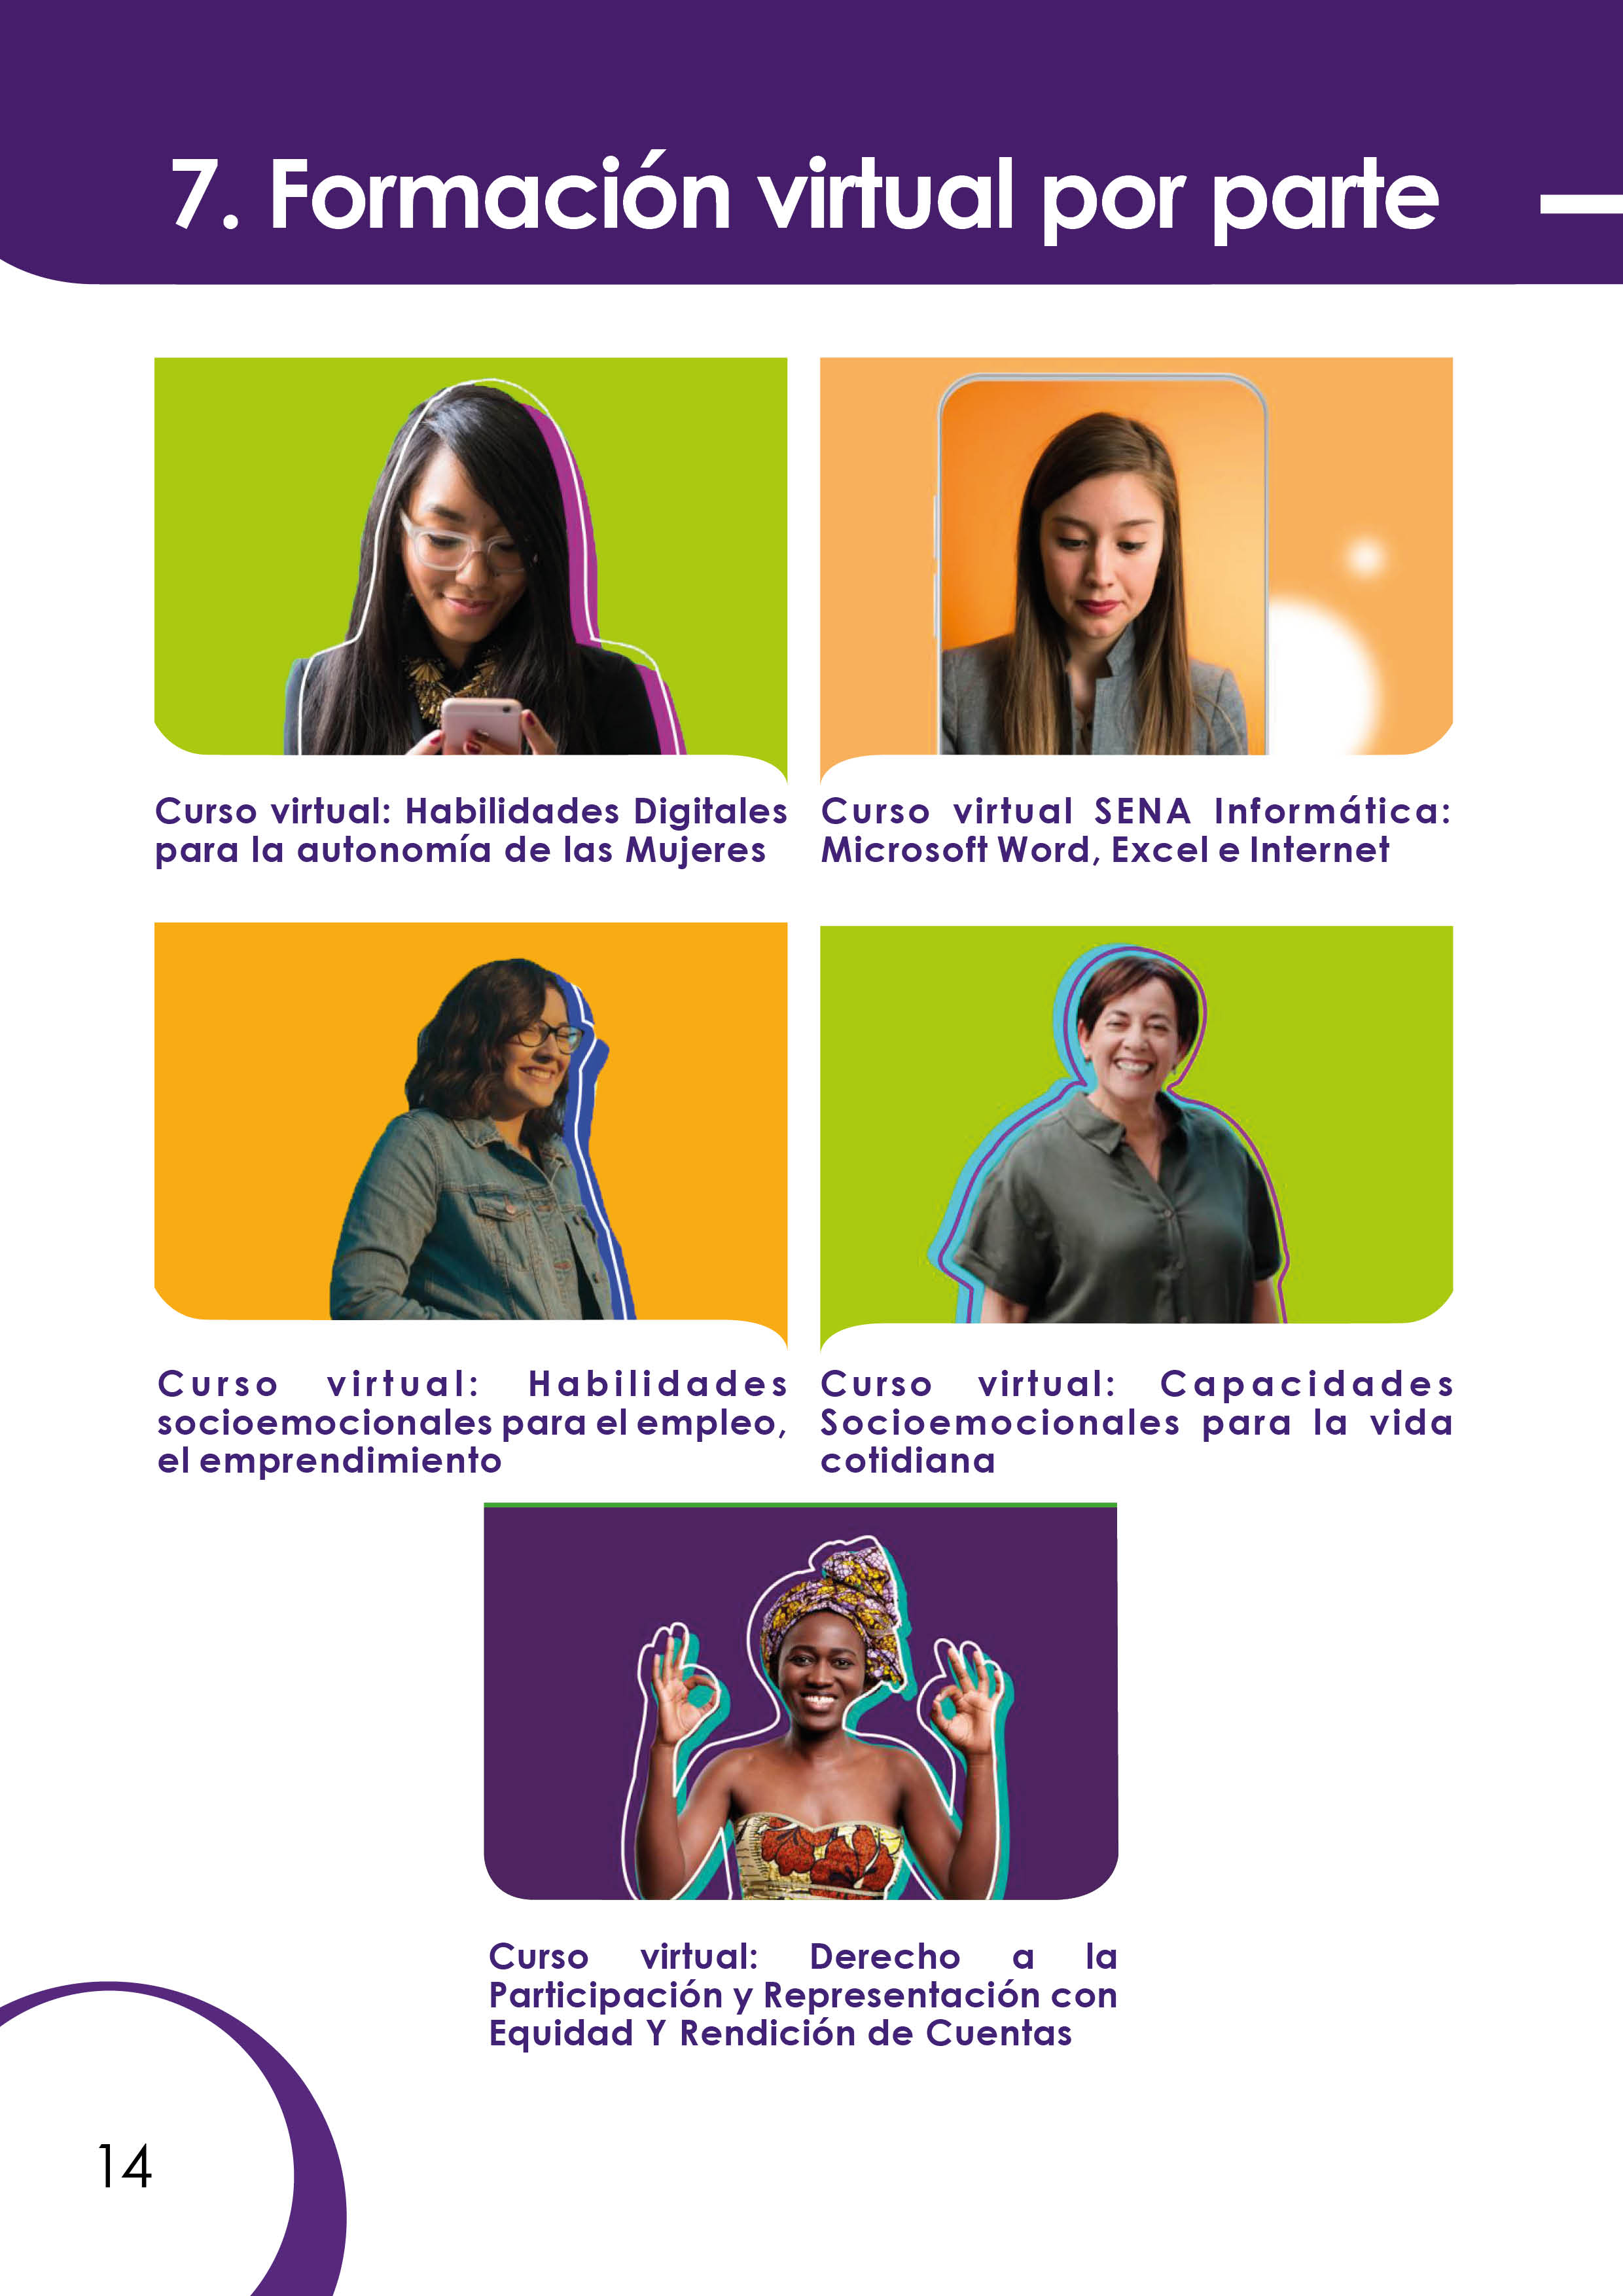 7. Formación virtual por parte
Curso virtual: Habilidades Digitales
para la autonomía de las Mujeres
Curso virtual SENA Informática:
Microsoft Word, Excel e Internet
Curso virtual: Habilidades
socioemocionales para el empleo,
el emprendimiento
Curso virtual: Capacidades
Socioemocionales para la vida
cotidiana
Curso virtual: Derecho a la
Participación y Representación con
Equidad Y Rendición de Cuentas
14